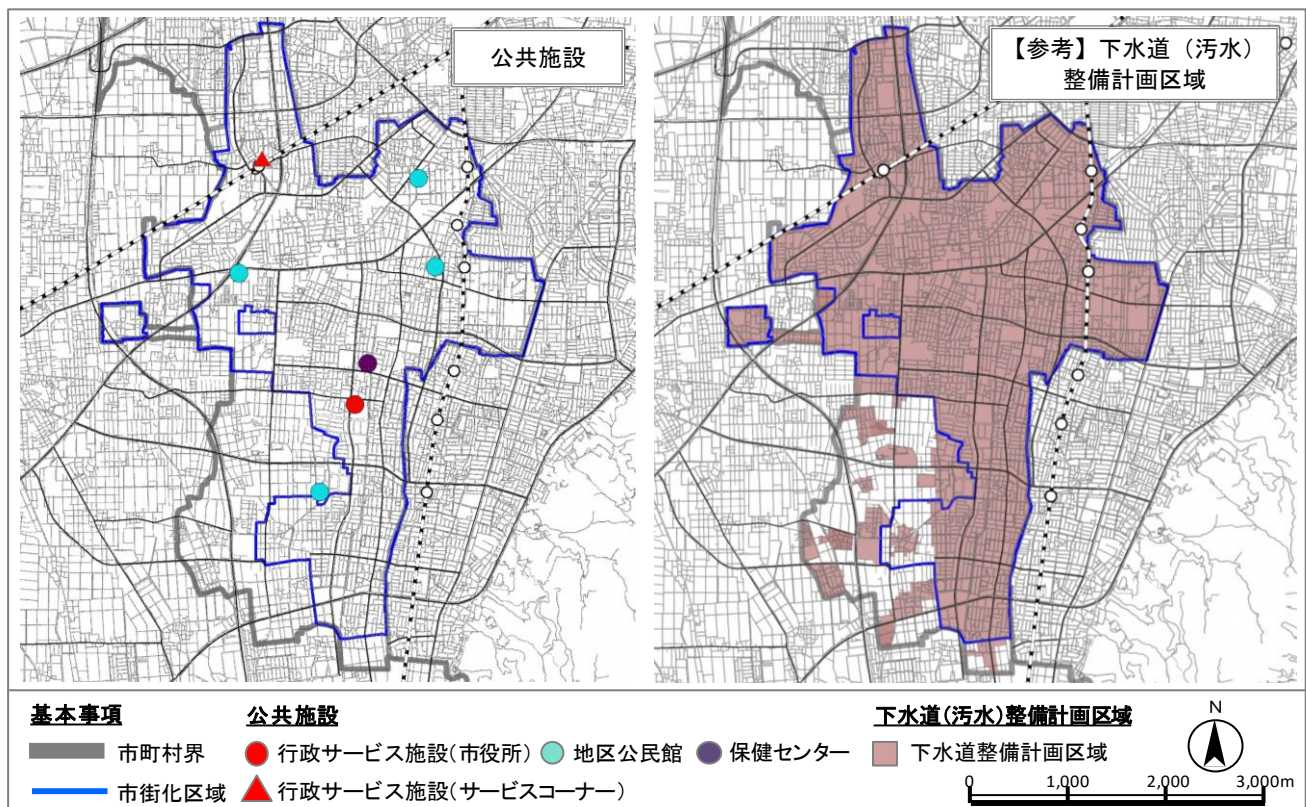 公共施設
【参考】下水道（汚水）
整備計画区域
基本事項
公共施設
下水道(汚水)整備計画区域
N
市町村界
行政サービス施設(市役所)
地区公民館
保健センター
下水道整備計画区域
市街化区域
行政サービス施設(サービスコーナー)
0 1,000 2,000 3,000m